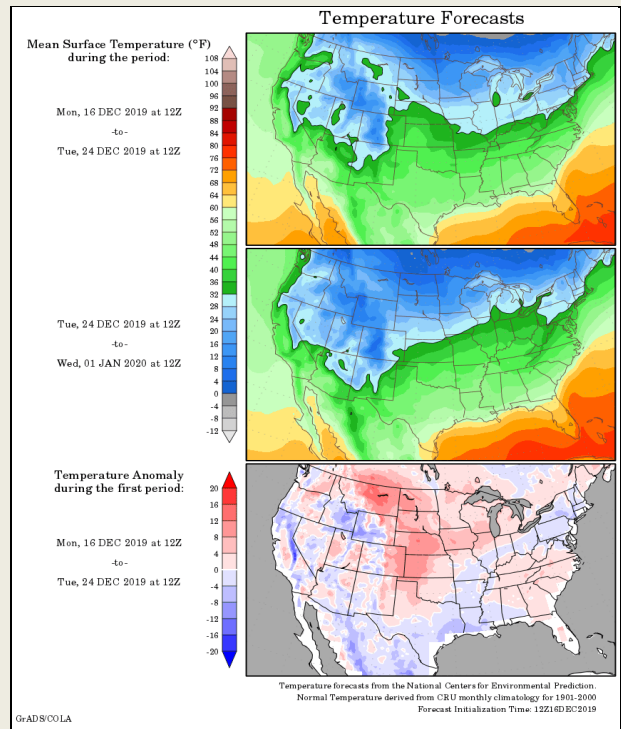 Temperature Forecasts
Mean Surface Temperature (°F)
during the period:
Mon, 16 DEC 2019 at 12Z
-to-
Tue, 24 DEC 2019 at 12Z
108
104
100
96
92
88
84
80
76
72
68
64
60
56
52
48
44
40
36
32
28
24
20
16
12
8
4
0
-4
-8
-12
Tue, 24 DEC 2019 at 12Z
-to-
Wed, 01 JAN 2020 at 12Z
Temperature Anomaly
during the first period:
Mon, 16 DEC 2019 at 12Z
-to-
Tue, 24 DEC 2019 at 12Z
20
16
12
8
4
0
-4
-8
-12
-16
-20
Temperature forecasts from the National Centers for Environmental Prediction.
Normal Temperature derived from CRU monthly climatology for 1901-2000
Forecast Initialization Time: 12Z16DEC2019
GrADS/COLA